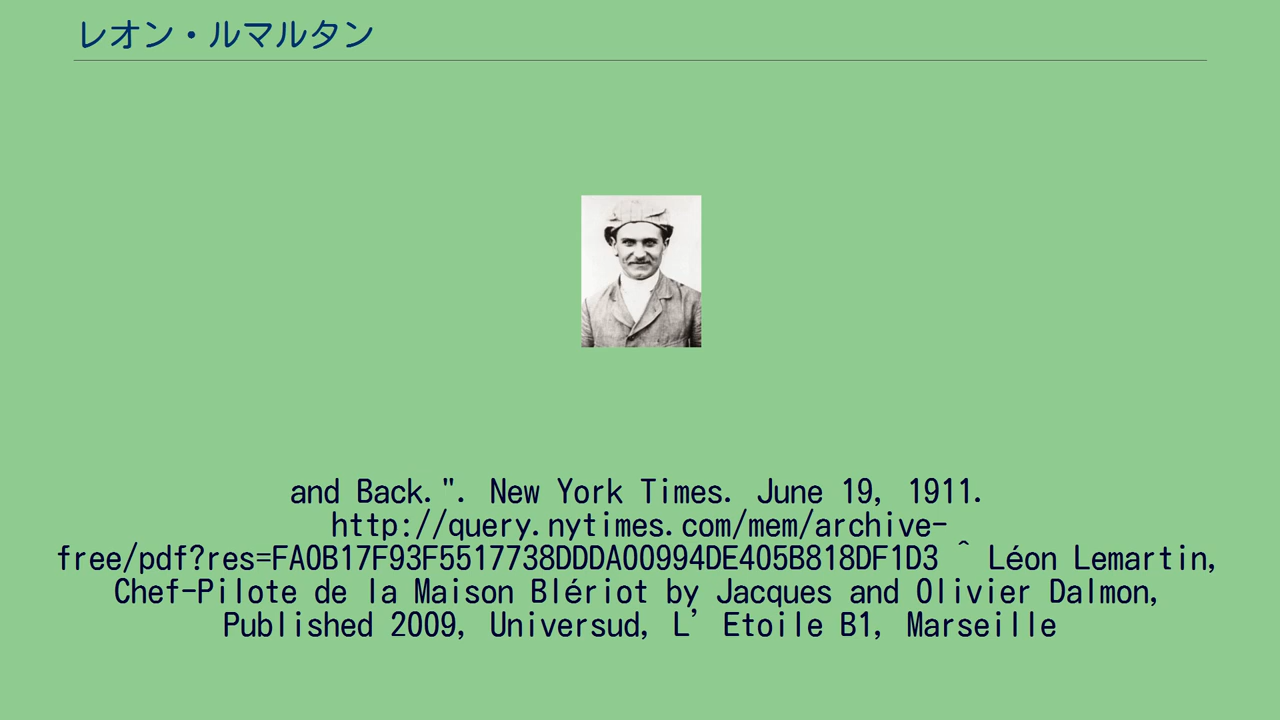 レオン・ルマルタン
and Back.". New York Times. June 19, 1911.
http://query.nytimes.com/mem/archive-
free/pdf?res=FA0B17F93F5517738DDDA00994DE405B818DF1D3 ^ Léon Lemartin,
Chef-Pilote de la Maison Blériot by Jacques and Olivier Dalmon,
Published 2009, Universud, L’Etoile B1, Marseille